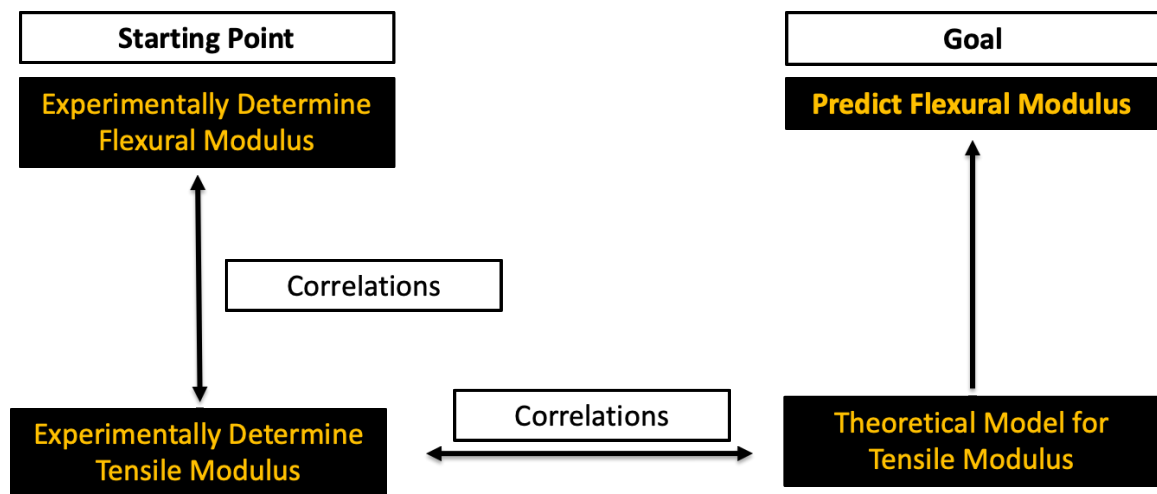 Starting Point
Goal
Experimentally Determine
Flexural Modulus
Predict Flexural Modulus
Correlations
Experimentally Determine
Tensile Modulus
Correlations
Theoretical Model for
Tensile Modulus